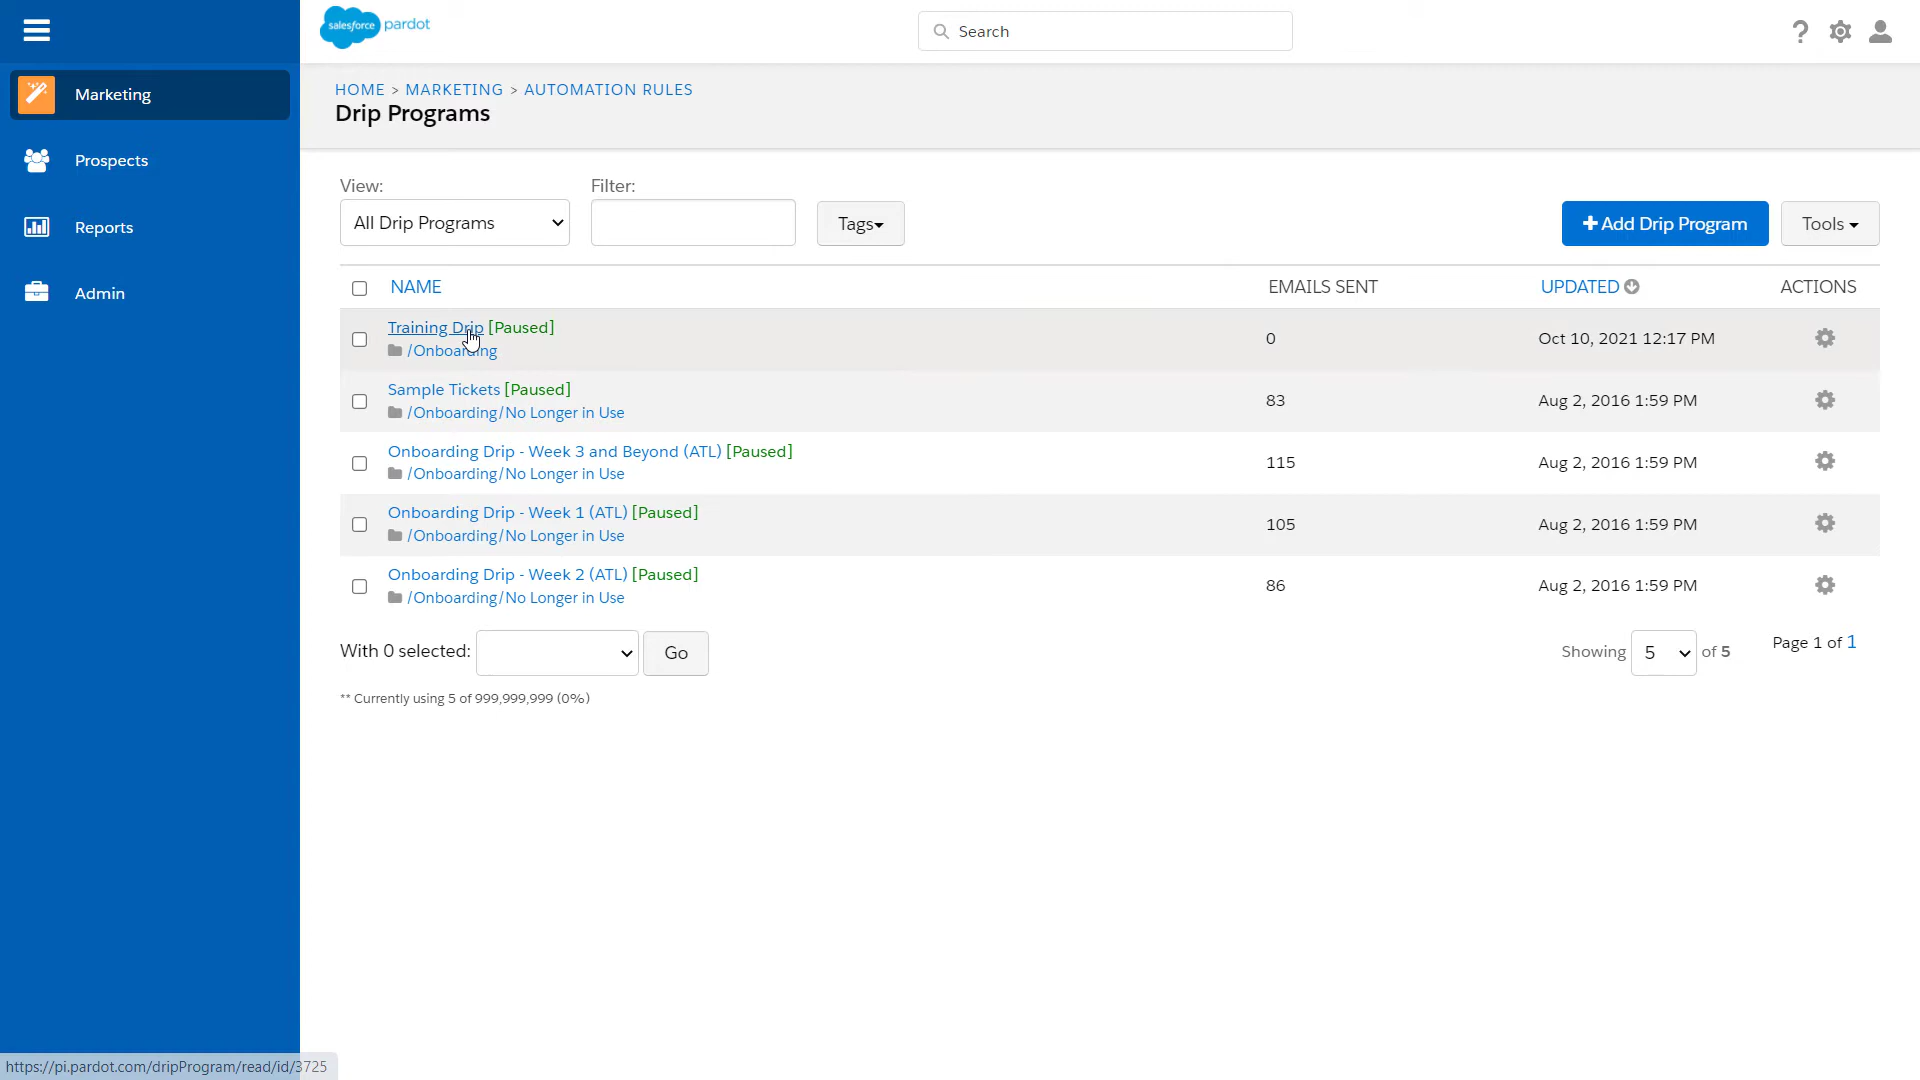 salesforce pardot
Search
Marketing
Prospects
Reports
Admin
HOME > MARKETING > AUTOMATION RULES
Drip Programs
View:
Filter:
All Drip Programs
Tags
Add Drip Program
Tools
NAME
EMAILS SENT
UPDATED
ACTIONS
Training Drip [Paused]
/Onboarding
0
Oct 10, 2021 12:17 PM
Sample Tickets [Paused]
/Onboarding/No Longer in Use
83
Aug 2, 2016 1:59 PM
Onboarding Drip - Week 3 and Beyond (ATL) [Paused]
/Onboarding/No Longer in Use
115
Aug 2, 2016 1:59 PM
Onboarding Drip - Week 1 (ATL) [Paused]
/Onboarding/No Longer in Use
105
Aug 2, 2016 1:59 PM
Onboarding Drip - Week 2 (ATL) [Paused]
/Onboarding/No Longer in Use
86
Aug 2, 2016 1:59 PM
With 0 selected:
Go
Showing 5 of 5
Page 1 of 1
** Currently using 5 of 999,999,999 (0%)
https://pi.pardot.com/dripProgram/read/id/3725